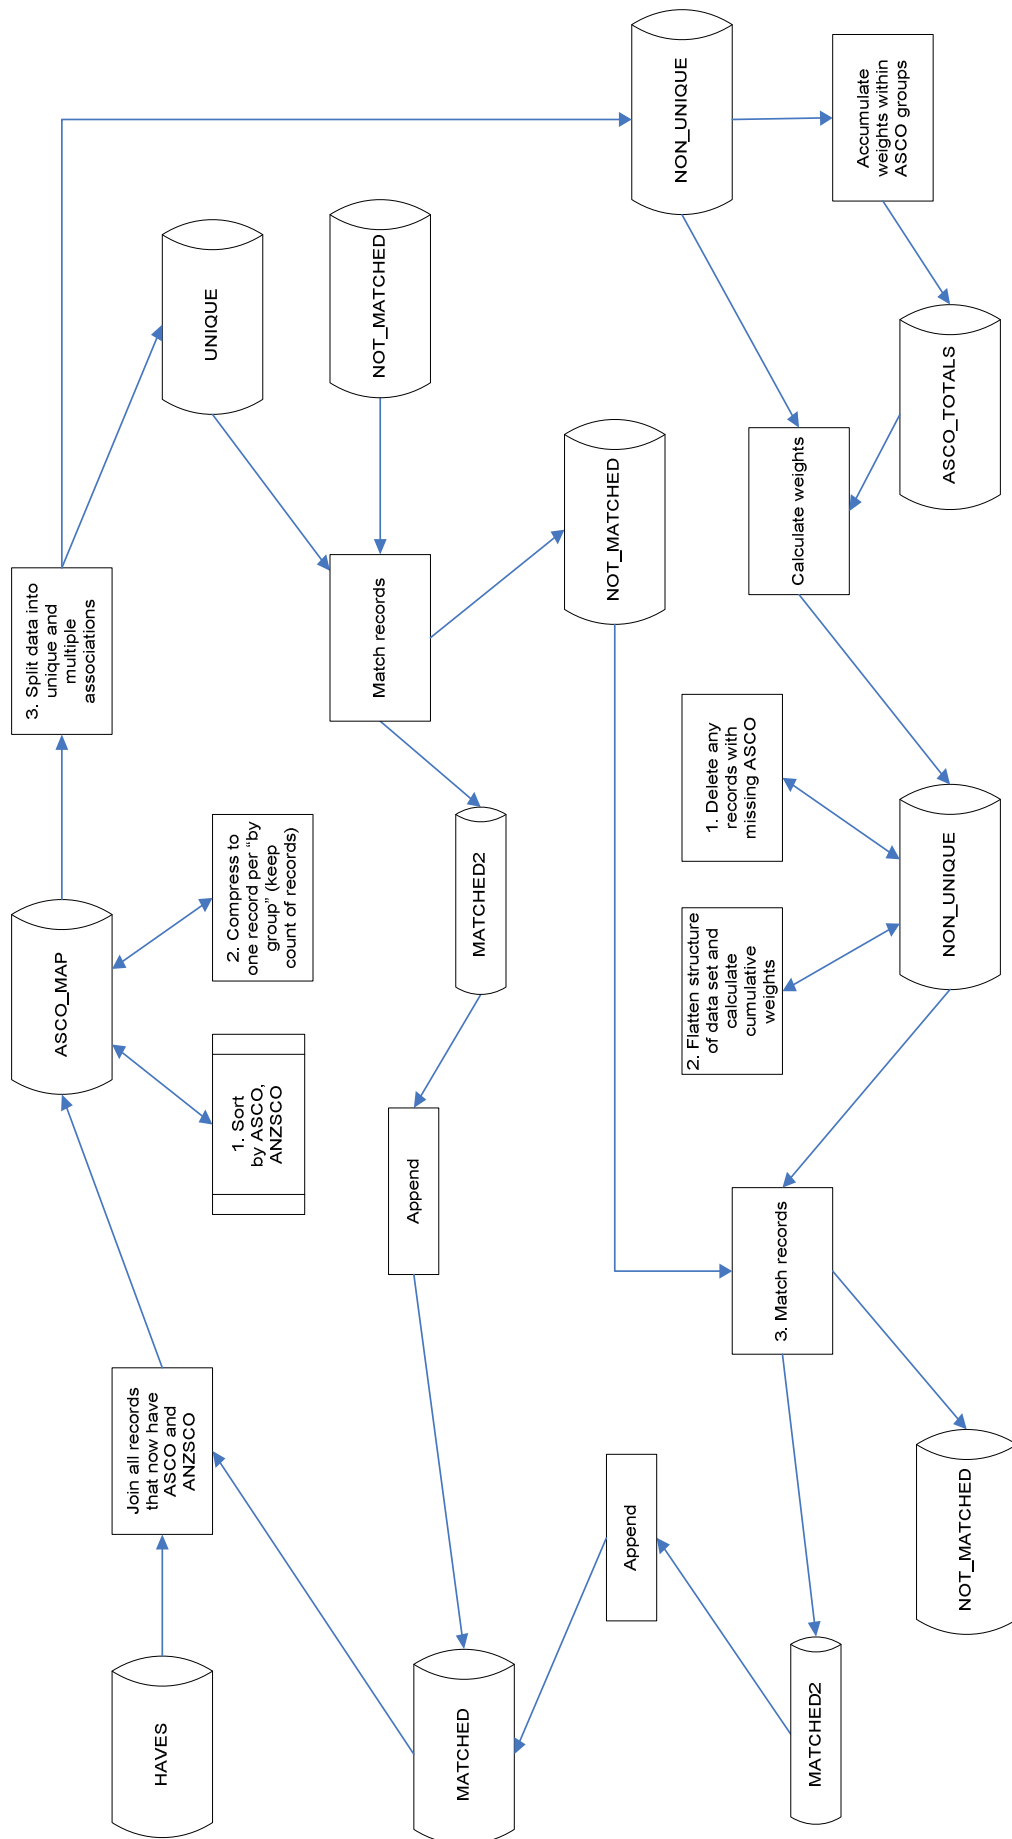 HAVES
Join all records
that now have
ASCO and
ANZSCO
ASCO_MAP
1. Sort
by ASCO,
ANZSCO
2. Compress to
one record per “by
group” (keep
count of records)
3. Split data into
unique and
multiple
associations
UNIQUE
NOT_MATCHED
Match records
MATCHED2
Append
MATCHED
NOT_MATCHED
NON_UNIQUE
Accumulate
weights within
ASCO groups
ASCO_TOTALS
Calculate weights
NON_UNIQUE
1. Delete any
records with
missing ASCO
2. Flatten structure
of data set and
calculate
cumulative
weights
3. Match records
NOT_MATCHED
MATCHED2
Append